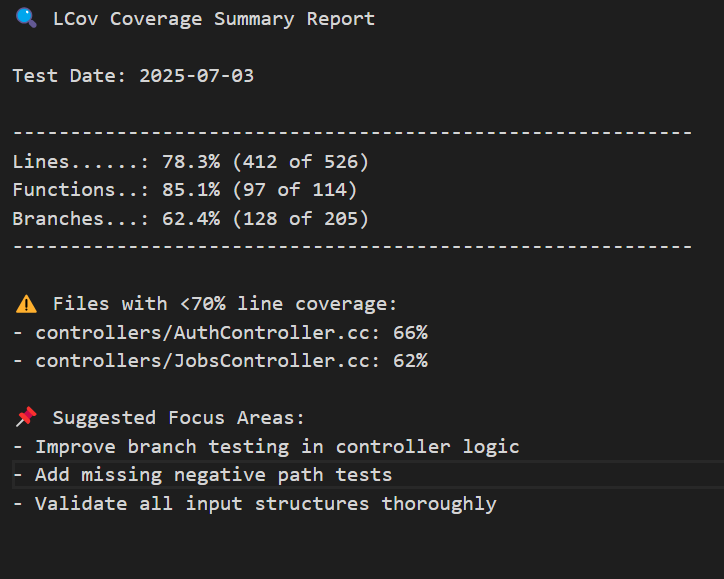 🔍 LCov Coverage Summary Report
Test Date: 2025-07-03
-----------------------------------------------------------
Lines......: 78.3% (412 of 526)
Functions..: 85.1% (97 of 114)
Branches...: 62.4% (128 of 205)
-----------------------------------------------------------
⚠️ Files with <70% line coverage:
- controllers/AuthController.cc: 66%
- controllers/JobsController.cc: 62%
📌 Suggested Focus Areas:
- Improve branch testing in controller logic
- Add missing negative path tests
- Validate all input structures thoroughly